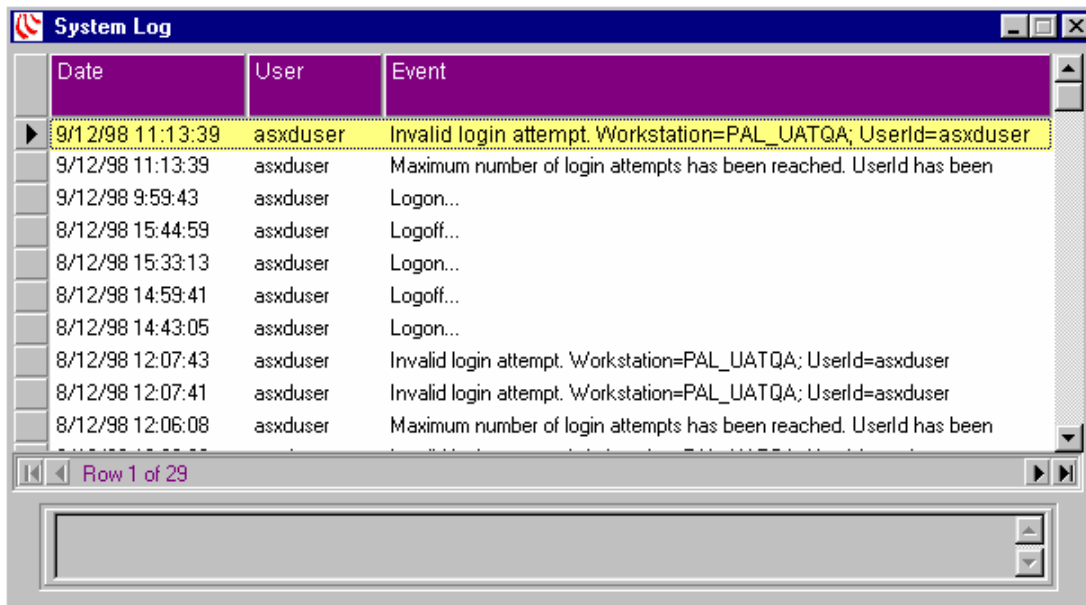 System Log
Date User Event
9/12/98 11:13:39 asxduser Invalid login attempt. Workstation=PAL_UATQA; UserId=asxduser
9/12/98 11:13:39 asxduser Maximum number of login attempts has been reached. UserId has been
9/12/98 9:59:43 asxduser Logon...
8/12/98 15:44:59 asxduser Logoff...
8/12/98 15:33:13 asxduser Logon...
8/12/98 14:59:41 asxduser Logoff...
8/12/98 14:43:05 asxduser Logon...
8/12/98 12:07:43 asxduser Invalid login attempt. Workstation=PAL_UATQA; UserId=asxduser
8/12/98 12:07:41 asxduser Invalid login attempt. Workstation=PAL_UATQA; UserId=asxduser
8/12/98 12:06:08 asxduser Maximum number of login attempts has been reached. UserId has been
Row 1 of 29